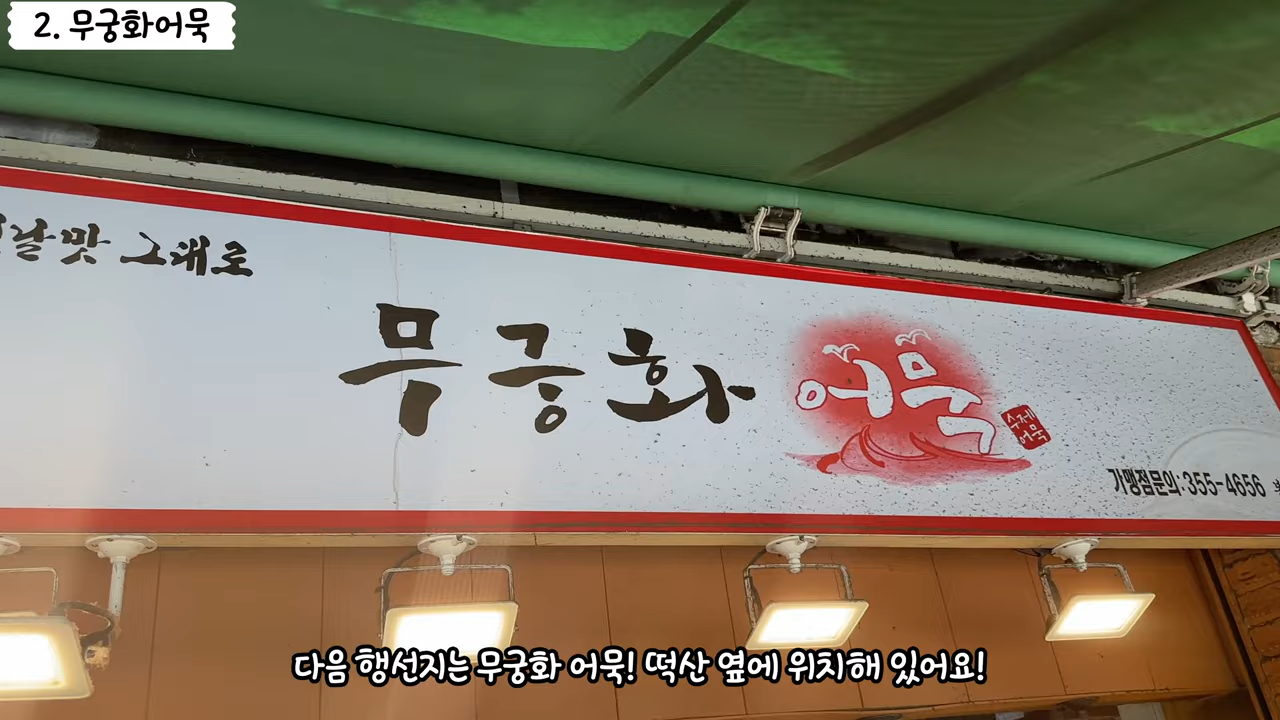 2. 무궁화어묵
옛날맛 그대로
무궁화 어묵
수제
어묵
가맹점문의:355-4656
다음 행선지는 무궁화 어묵! 떡산 옆에 위치해 있어요!